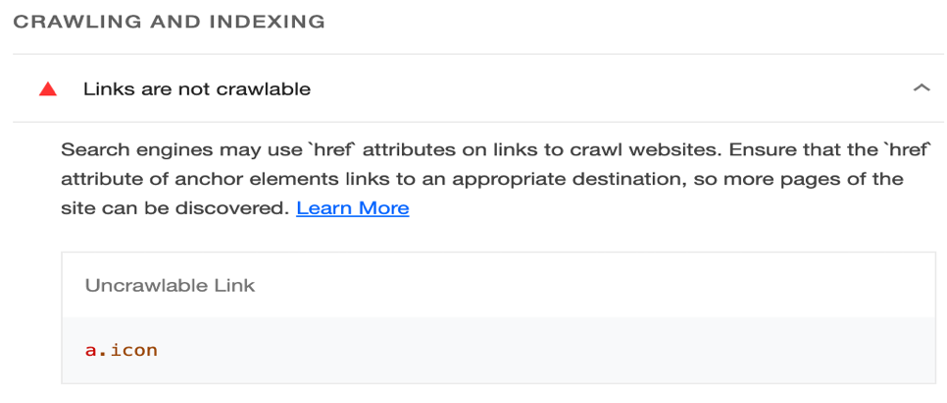 CRAWLING AND INDEXING
Links are not crawlable
Search engines may use `href` attributes on links to crawl websites. Ensure that the `href`
attribute of anchor elements links to an appropriate destination, so more pages of the
site can be discovered. Learn More
Uncrawlable Link
a.icon